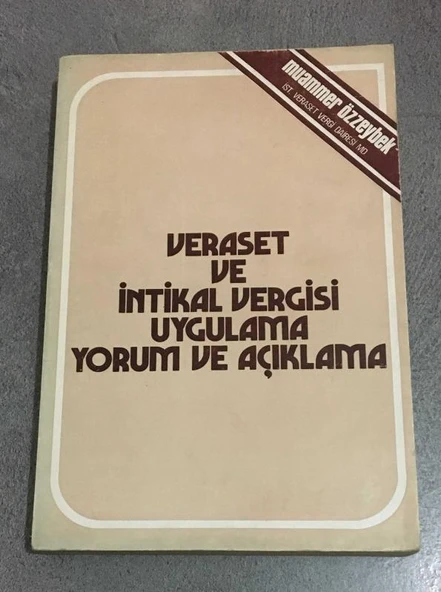 muammer özzeybek
İST. VERASET VERGİ DAİRESİ MD.
VERASET
VE
İNTİKAL VERGİSİ
UYGULAMA
YORUM VE AÇIKLAMA